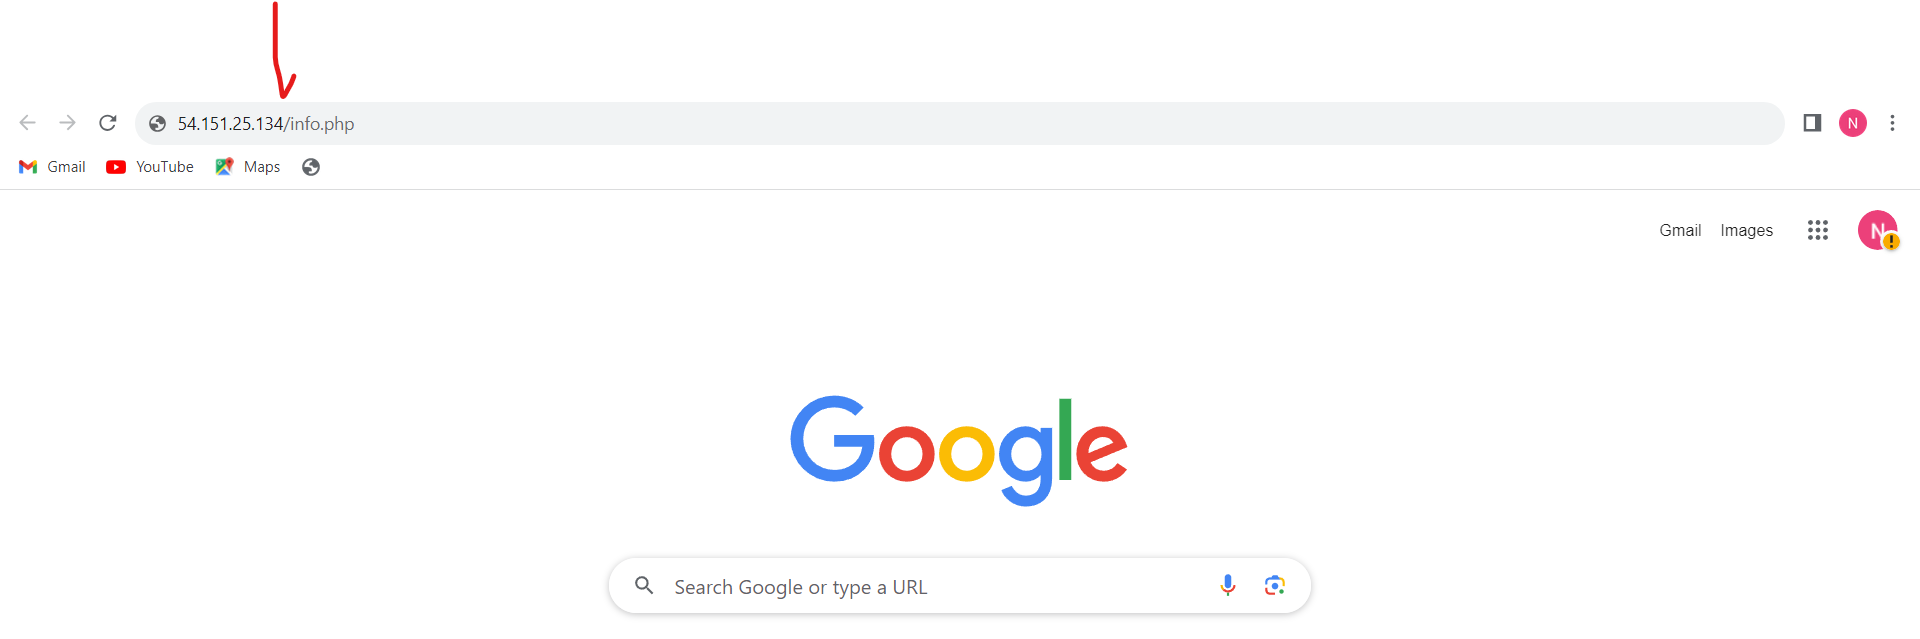 54.151.25.134/info.php
N
Gmail YouTube Maps
Gmail Images N
Google
Search Google or type a URL